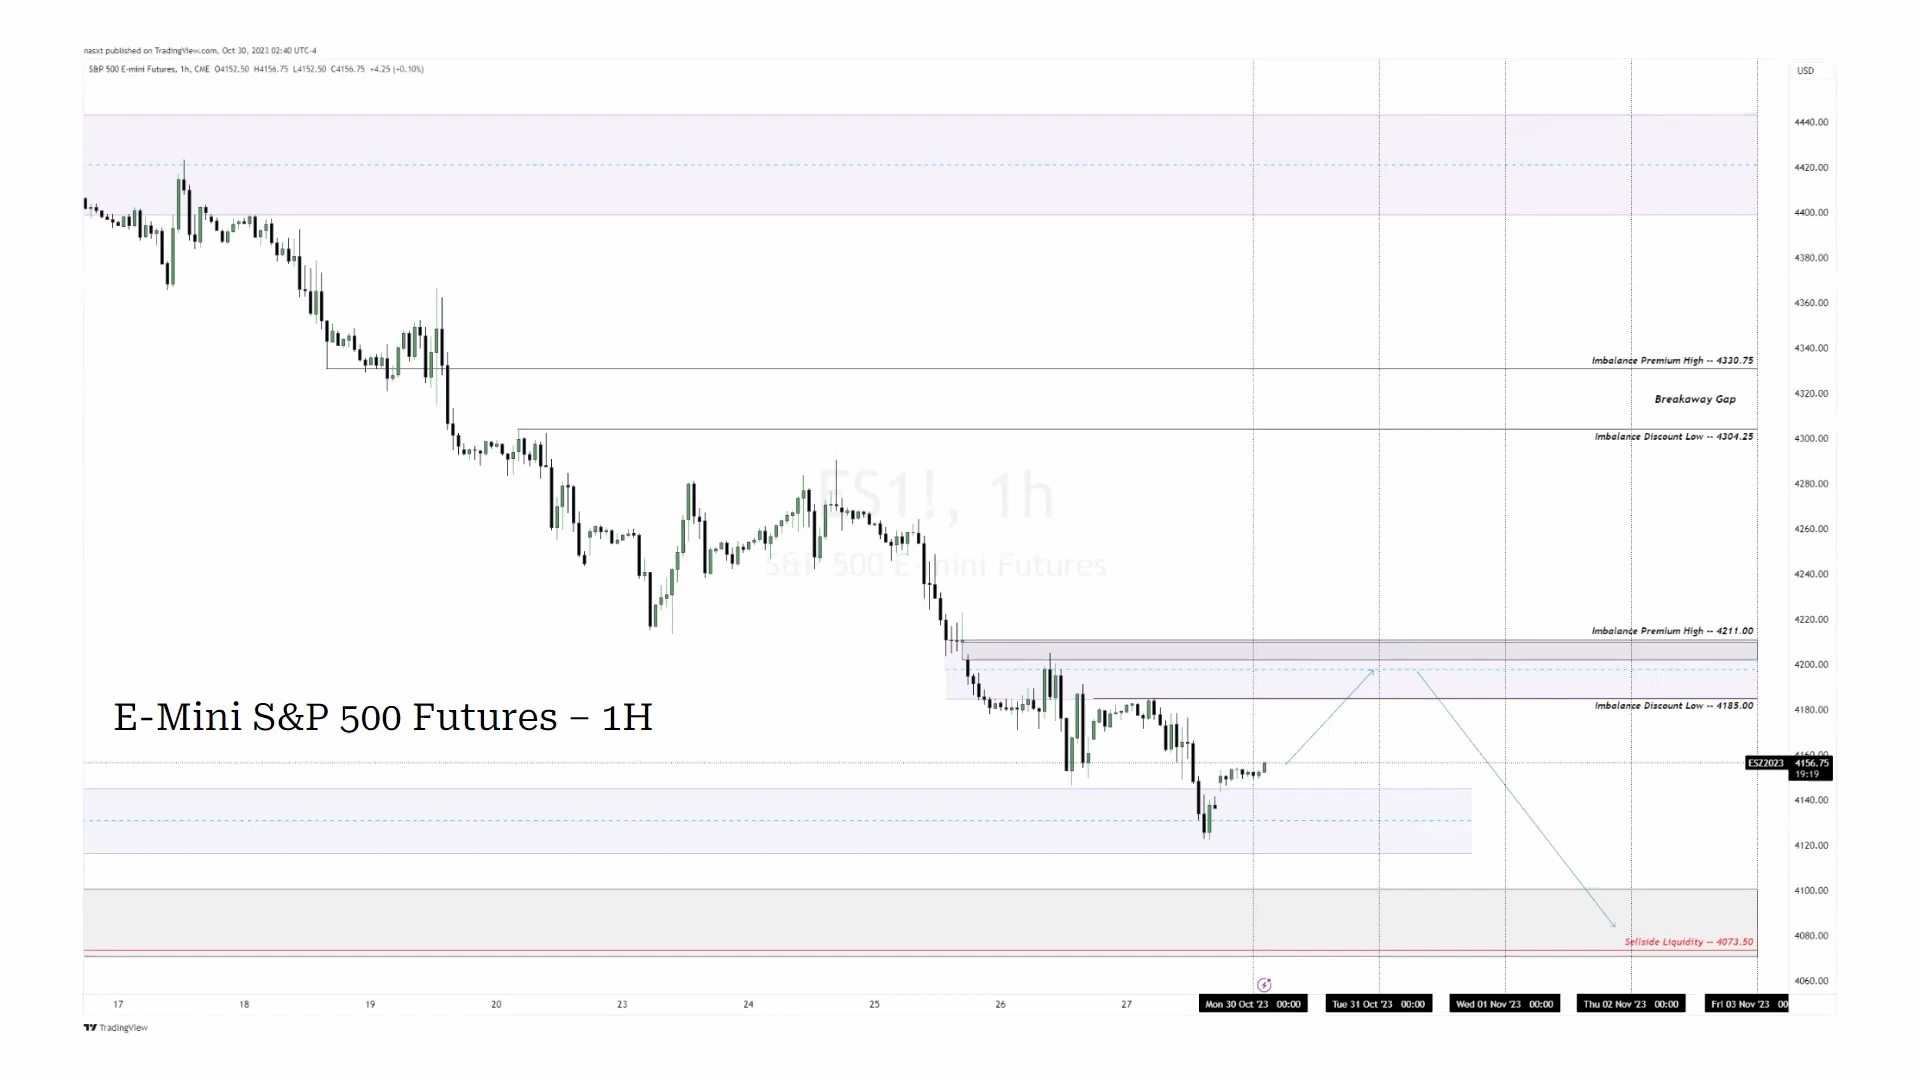 nasxt published on TradingView.com, Oct 30, 2023 02:40 UTC-4
S&P 500 E-mini Futures, 1h, CME O4152.50 H4156.75 L4152.50 C4156.75 +4.25 (+0.10%)
USD
4440.00
4420.00
4400.00
4380.00
4360.00
4340.00
Imbalance Premium High -- 4330.75
4320.00
Breakaway Gap
4300.00
Imbalance Discount Low -- 4304.25
4280.00
ES1!, 1h
S&P 500 E-mini Futures
4260.00
4240.00
4220.00
Imbalance Premium High -- 4211.00
4200.00
Imbalance Discount Low -- 4185.00
4180.00
E-Mini S&P 500 Futures – 1H
4160.00
ESZ2023 4156.75
19:19
4140.00
4120.00
4100.00
4080.00
Sellside Liquidity -- 4073.50
4060.00
17 18 19 20 23 24 25 26 27 Mon 30 Oct '23 00:00 Tue 31 Oct '23 00:00 Wed 01 Nov '23 00:00 Thu 02 Nov '23 00:00 Fri 03 Nov '23 00
TradingView